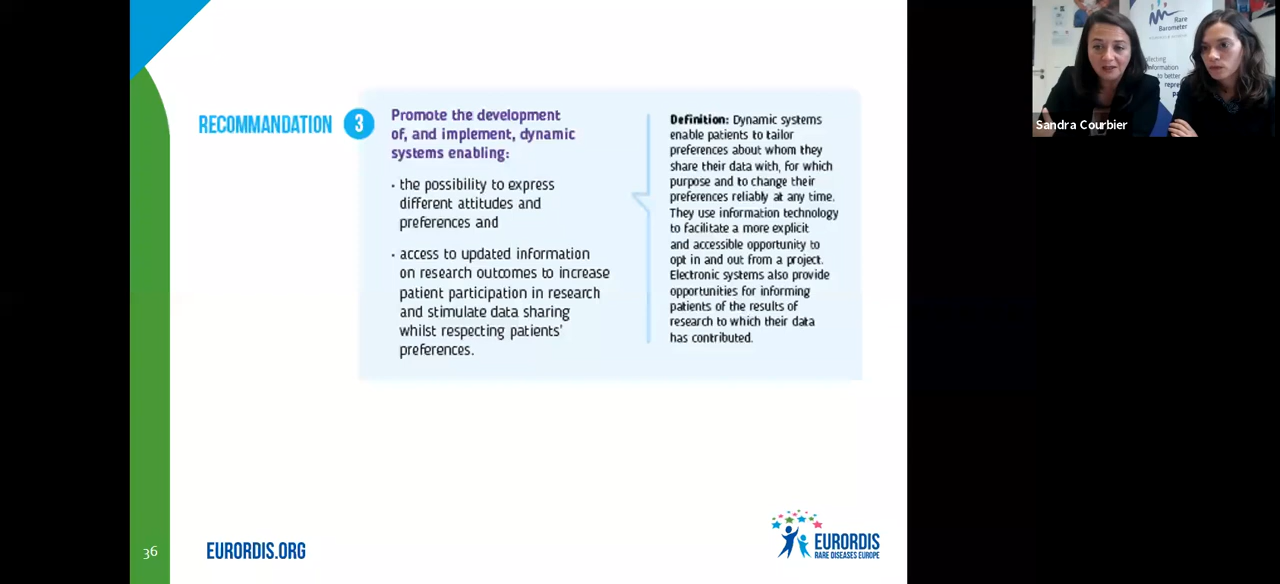 RECOMMANDATION 3
Promote the development
of, and implement, dynamic
systems enabling:
· the possibility to express
different attitudes and
preferences and
· access to updated information
on research outcomes to increase
patient participation in research
and stimulate data sharing
whilst respecting patients'
preferences.
Definition: Dynamic systems
enable patients to tailor
preferences about whom they
share their data with, for which
purpose and to change their
preferences reliably at any time.
They use information technology
to facilitate a more explicit
and accessible opportunity to
opt in and out from a project.
Electronic systems also provide
opportunities for informing
patients of the results of
research to which their data
has contributed.
36
EURORDIS.ORG
EURORDIS
RARE DISEASES EUROPE
Rare
Barometer
information
to better
Sandra Courbier